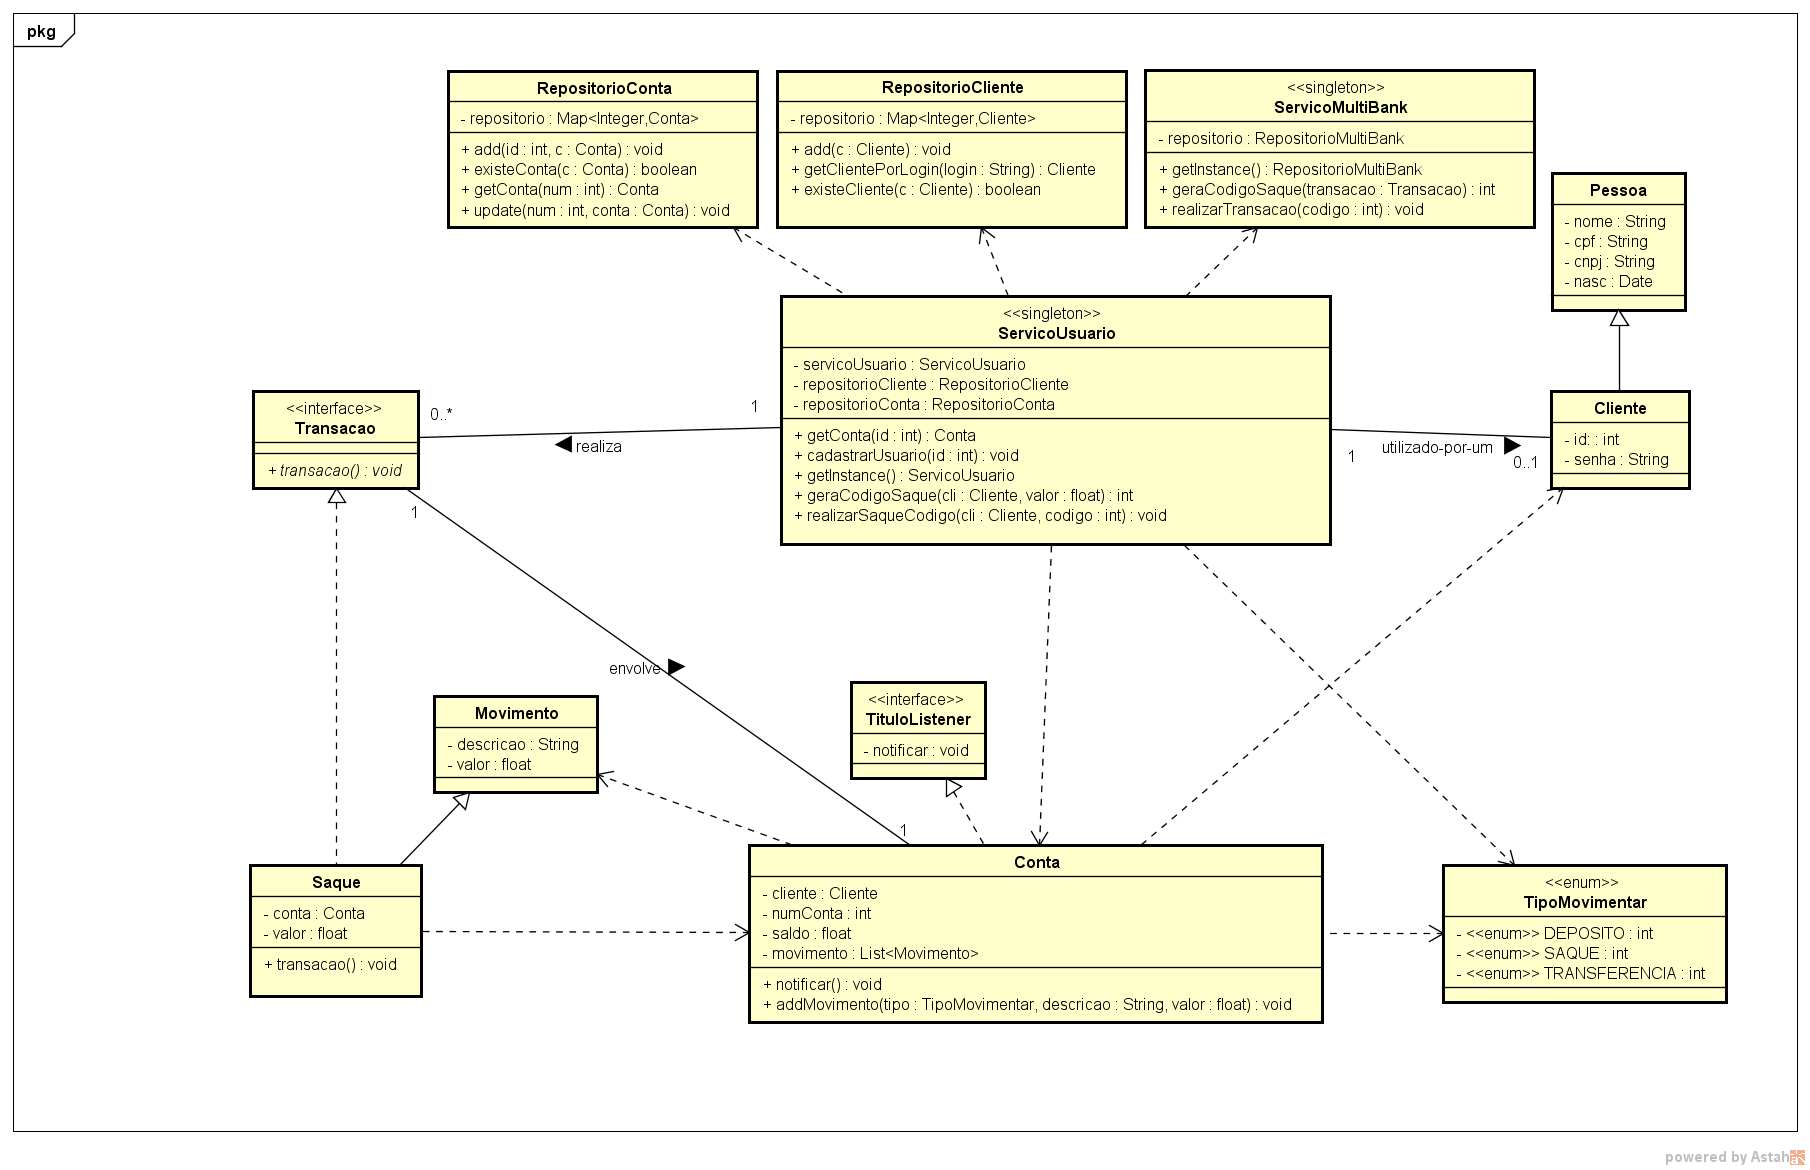 pkg
RepositorioConta
- repositorio : Map<Integer,Conta>
+ add(id : int, c : Conta) : void
+ existeConta(c : Conta) : boolean
+ getConta(num : int) : Conta
+ update(num : int, conta : Conta) : void
RepositorioCliente
- repositorio : Map<Integer,Cliente>
+ add(c : Cliente) : void
+ getClientePorLogin(login : String) : Cliente
+ existeCliente(c : Cliente) : boolean
<<singleton>>
ServicoMultiBank
- repositorio : RepositorioMultiBank
+ getInstance() : RepositorioMultiBank
+ geraCodigoSaque(transacao : Transacao) : int
+ realizarTransacao(codigo : int) : void
Pessoa
- nome : String
- cpf : String
- cnpj : String
- nasc : Date
<<singleton>>
ServicoUsuario
- servicoUsuario : ServicoUsuario
- repositorioCliente : RepositorioCliente
- repositorioConta : RepositorioConta
+ getConta(id : int) : Conta
+ cadastrarUsuario(id : int) : void
+ getInstance() : ServicoUsuario
+ geraCodigoSaque(cli : Cliente, valor : float) : int
+ realizarSaqueCodigo(cli : Cliente, codigo : int) : void
<<interface>>
Transacao
+ transacao() : void
0..*
1
realiza
1
utilizado-por-um
0..1
Cliente
- id: : int
- senha : String
1
envolve
1
Movimento
- descricao : String
- valor : float
<<interface>>
TituloListener
- notificar : void
Saque
- conta : Conta
- valor : float
+ transacao() : void
Conta
- cliente : Cliente
- numConta : int
- saldo : float
- movimento : List<Movimento>
+ notificar() : void
+ addMovimento(tipo : TipoMovimentar, descricao : String, valor : float) : void
<<enum>>
TipoMovimentar
- <<enum>> DEPOSITO : int
- <<enum>> SAQUE : int
- <<enum>> TRANSFERENCIA : int
powered by Astah